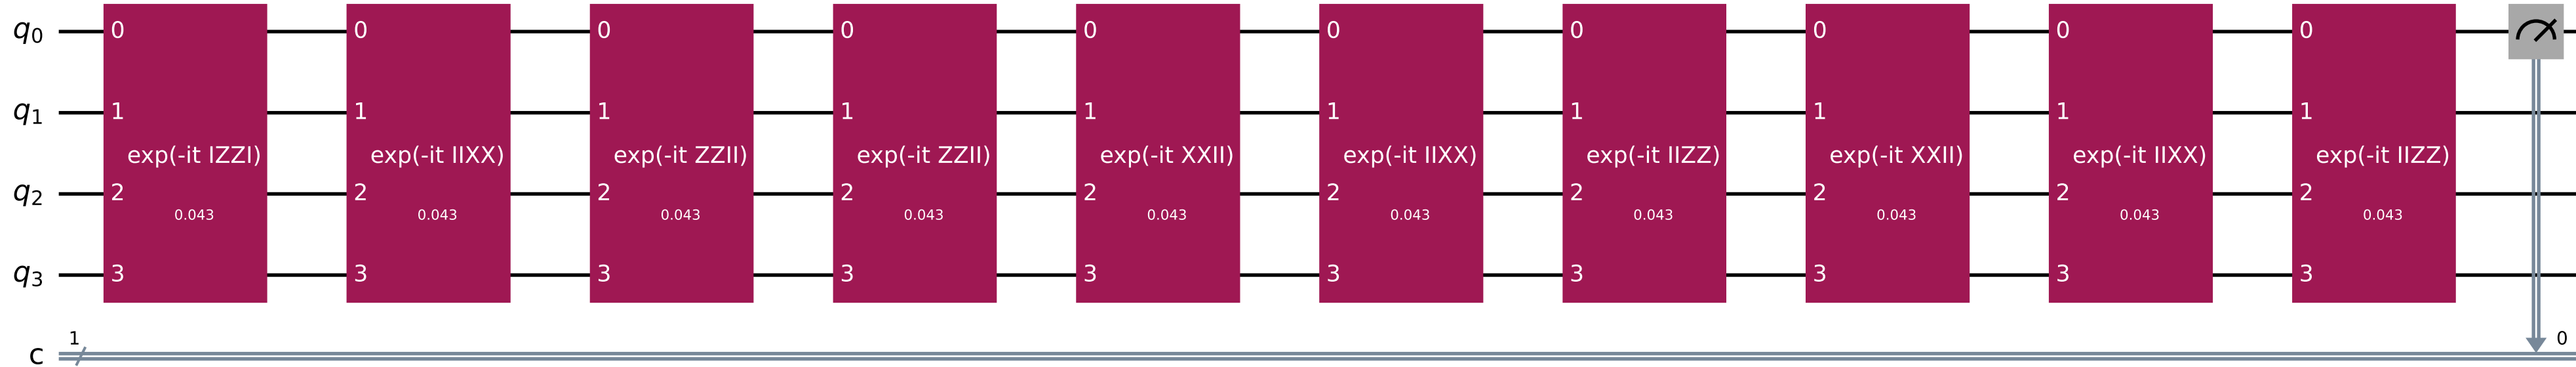 q0 0 0 0 0 0 0 0 0 0 0
q1 1 1 1 1 1 1 1 1 1 1
exp(-it IZZI) exp(-it IIXX) exp(-it ZZII) exp(-it ZZII) exp(-it XXII) exp(-it IIXX) exp(-it IIZZ) exp(-it XXII) exp(-it IIXX) exp(-it IIZZ)
q2 2 2 2 2 2 2 2 2 2 2
0.043 0.043 0.043 0.043 0.043 0.043 0.043 0.043 0.043 0.043
q3 3 3 3 3 3 3 3 3 3 3
1 0
c